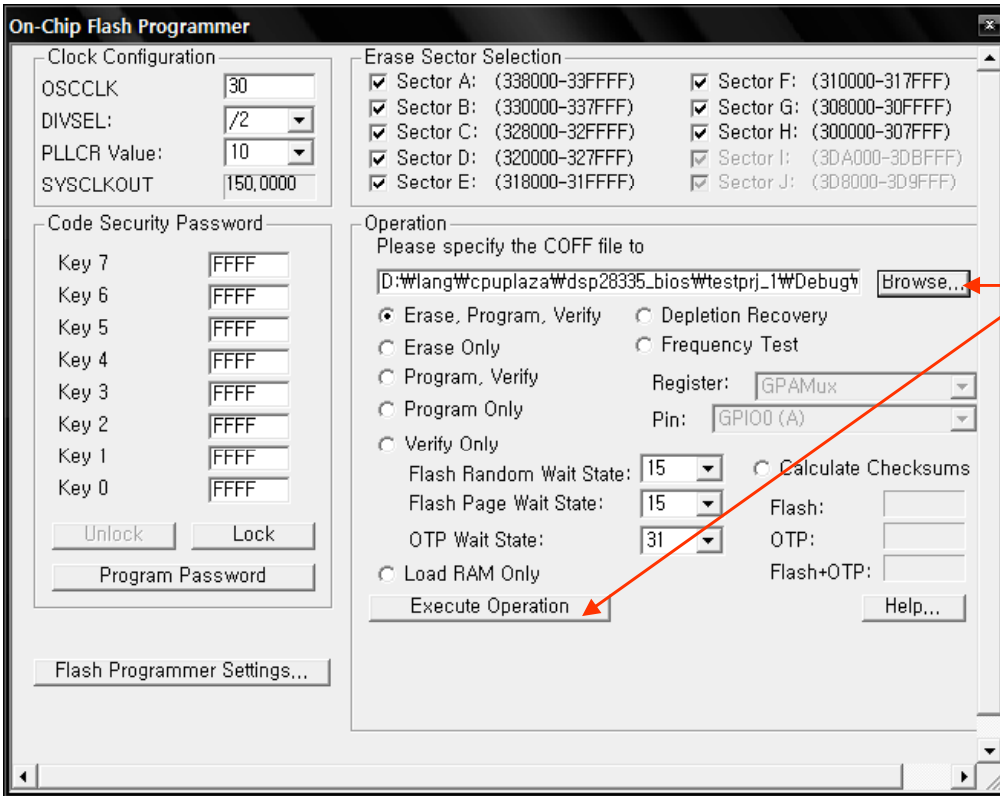 On-Chip Flash Programmer
Clock Configuration
OSCCLK 30
DIVSEL: /2
PLLCR Value: 10
SYSCLKOUT 150,0000
Erase Sector Selection
Sector A: (338000-33FFFF) Sector F: (310000-317FFF)
Sector B: (330000-337FFF) Sector G: (308000-30FFFF)
Sector C: (328000-32FFFF) Sector H: (300000-307FFF)
Sector D: (320000-327FFF) Sector I: (3DA000-3DBFFF)
Sector E: (318000-31FFFF) Sector J: (3D8000-3D9FFF)
Code Security Password
Key 7 FFFF
Key 6 FFFF
Key 5 FFFF
Key 4 FFFF
Key 3 FFFF
Key 2 FFFF
Key 1 FFFF
Key 0 FFFF
Unlock Lock
Program Password
Flash Programmer Settings,,,
Operation
Please specify the COFF file to
D:₩lang₩cpuplaza₩dsp28335_bios₩testprj_1₩Debug₩ Browse,,,
Erase, Program, Verify Depletion Recovery
Erase Only Frequency Test
Program, Verify Register: GPAMux
Program Only Pin: GPIO0 (A)
Verify Only
Flash Random Wait State: 15 Calculate Checksums
Flash Page Wait State: 15 Flash:
OTP Wait State: 31 OTP:
Load RAM Only Flash+OTP:
Execute Operation Help,,,